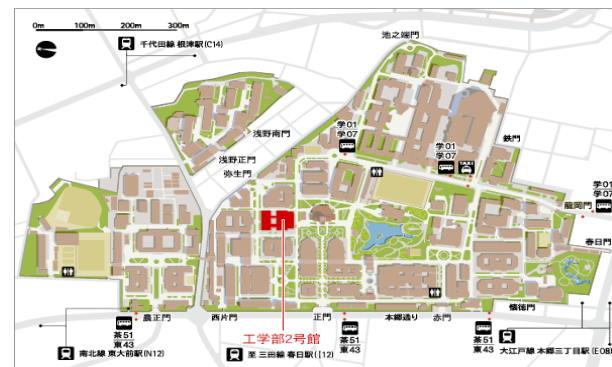 0m 100m 200m 300m
千代田線 根津駅(C14)
池之端門
学01
学07
浅野南門
浅野正門
弥生門
学01
学07
TAXI
鉄門
学01
学07
龍岡門
春日門
農正門
西片門
正門
本郷通り
赤門
懐徳門
工学部2号館
茶51
東43
南北線 東大前駅(N12)
至 三田線 春日駅(I12)
茶51
東43
茶51
東43
大江戸線 本郷三丁目駅(E08)